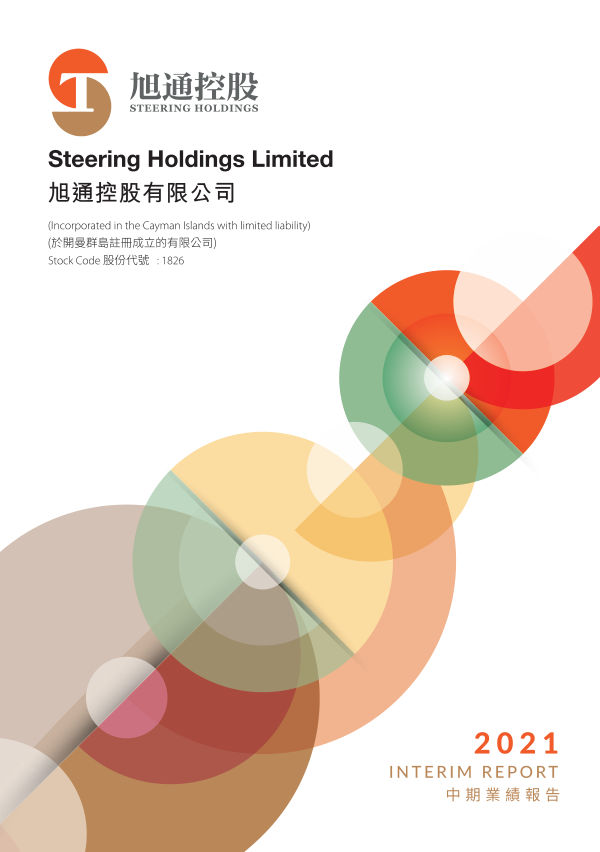 旭通控股
STEERING HOLDINGS
Steering Holdings Limited
旭通控股有限公司
(Incorporated in the Cayman Islands with limited liability)
(於開曼群島註冊成立的有限公司)
Stock Code 股份代號 : 1826
2021
INTERIM REPORT
中期業績報告